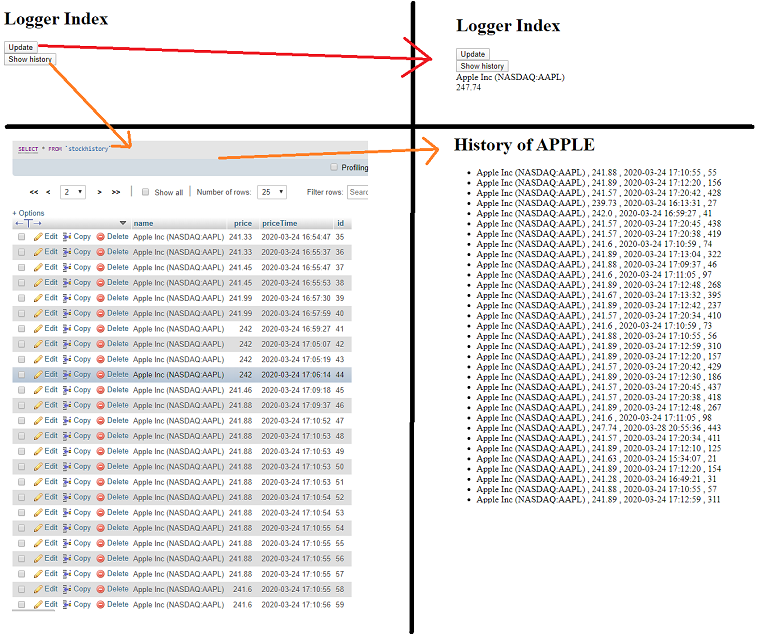 Logger Index
Update
Show history
Logger Index
Update
Show history
Apple Inc (NASDAQ:AAPL)
247.74
SELECT * FROM `stockhistory`
Profiling
<< < 2 > >> Show all Number of rows: 25 Filter rows: Searc
+ Options
←T→ name price priceTime id
Edit Copy Delete Apple Inc (NASDAQ:AAPL) 241.33 2020-03-24 16:54:47 35
Edit Copy Delete Apple Inc (NASDAQ:AAPL) 241.33 2020-03-24 16:55:37 36
Edit Copy Delete Apple Inc (NASDAQ:AAPL) 241.45 2020-03-24 16:55:47 37
Edit Copy Delete Apple Inc (NASDAQ:AAPL) 241.45 2020-03-24 16:55:53 38
Edit Copy Delete Apple Inc (NASDAQ:AAPL) 241.99 2020-03-24 16:57:30 39
Edit Copy Delete Apple Inc (NASDAQ:AAPL) 241.99 2020-03-24 16:57:59 40
Edit Copy Delete Apple Inc (NASDAQ:AAPL) 242 2020-03-24 16:59:27 41
Edit Copy Delete Apple Inc (NASDAQ:AAPL) 242 2020-03-24 17:05:07 42
Edit Copy Delete Apple Inc (NASDAQ:AAPL) 242 2020-03-24 17:05:19 43
Edit Copy Delete Apple Inc (NASDAQ:AAPL) 242 2020-03-24 17:06:14 44
Edit Copy Delete Apple Inc (NASDAQ:AAPL) 241.46 2020-03-24 17:09:18 45
Edit Copy Delete Apple Inc (NASDAQ:AAPL) 241.88 2020-03-24 17:09:37 46
Edit Copy Delete Apple Inc (NASDAQ:AAPL) 241.88 2020-03-24 17:10:52 47
Edit Copy Delete Apple Inc (NASDAQ:AAPL) 241.88 2020-03-24 17:10:53 48
Edit Copy Delete Apple Inc (NASDAQ:AAPL) 241.88 2020-03-24 17:10:53 49
Edit Copy Delete Apple Inc (NASDAQ:AAPL) 241.88 2020-03-24 17:10:53 50
Edit Copy Delete Apple Inc (NASDAQ:AAPL) 241.88 2020-03-24 17:10:53 51
Edit Copy Delete Apple Inc (NASDAQ:AAPL) 241.88 2020-03-24 17:10:54 52
Edit Copy Delete Apple Inc (NASDAQ:AAPL) 241.88 2020-03-24 17:10:54 53
Edit Copy Delete Apple Inc (NASDAQ:AAPL) 241.88 2020-03-24 17:10:55 54
Edit Copy Delete Apple Inc (NASDAQ:AAPL) 241.88 2020-03-24 17:10:55 55
Edit Copy Delete Apple Inc (NASDAQ:AAPL) 241.88 2020-03-24 17:10:55 56
Edit Copy Delete Apple Inc (NASDAQ:AAPL) 241.88 2020-03-24 17:10:55 57
Edit Copy Delete Apple Inc (NASDAQ:AAPL) 241.6 2020-03-24 17:10:55 58
Edit Copy Delete Apple Inc (NASDAQ:AAPL) 241.6 2020-03-24 17:10:56 59
History of APPLE
• Apple Inc (NASDAQ:AAPL) , 241.88 , 2020-03-24 17:10:55 , 55
• Apple Inc (NASDAQ:AAPL) , 241.89 , 2020-03-24 17:12:20 , 156
• Apple Inc (NASDAQ:AAPL) , 241.57 , 2020-03-24 17:20:42 , 428
• Apple Inc (NASDAQ:AAPL) , 239.73 , 2020-03-24 16:13:31 , 27
• Apple Inc (NASDAQ:AAPL) , 242.0 , 2020-03-24 16:59:27 , 41
• Apple Inc (NASDAQ:AAPL) , 241.57 , 2020-03-24 17:20:45 , 438
• Apple Inc (NASDAQ:AAPL) , 241.57 , 2020-03-24 17:20:38 , 419
• Apple Inc (NASDAQ:AAPL) , 241.6 , 2020-03-24 17:10:59 , 74
• Apple Inc (NASDAQ:AAPL) , 241.89 , 2020-03-24 17:13:04 , 322
• Apple Inc (NASDAQ:AAPL) , 241.88 , 2020-03-24 17:09:37 , 46
• Apple Inc (NASDAQ:AAPL) , 241.6 , 2020-03-24 17:11:05 , 97
• Apple Inc (NASDAQ:AAPL) , 241.89 , 2020-03-24 17:12:48 , 268
• Apple Inc (NASDAQ:AAPL) , 241.67 , 2020-03-24 17:13:32 , 395
• Apple Inc (NASDAQ:AAPL) , 241.89 , 2020-03-24 17:12:42 , 237
• Apple Inc (NASDAQ:AAPL) , 241.57 , 2020-03-24 17:20:34 , 410
• Apple Inc (NASDAQ:AAPL) , 241.6 , 2020-03-24 17:10:59 , 73
• Apple Inc (NASDAQ:AAPL) , 241.88 , 2020-03-24 17:10:55 , 56
• Apple Inc (NASDAQ:AAPL) , 241.89 , 2020-03-24 17:12:59 , 310
• Apple Inc (NASDAQ:AAPL) , 241.89 , 2020-03-24 17:12:20 , 157
• Apple Inc (NASDAQ:AAPL) , 241.57 , 2020-03-24 17:20:42 , 429
• Apple Inc (NASDAQ:AAPL) , 241.89 , 2020-03-24 17:12:30 , 186
• Apple Inc (NASDAQ:AAPL) , 241.57 , 2020-03-24 17:20:45 , 437
• Apple Inc (NASDAQ:AAPL) , 241.57 , 2020-03-24 17:20:38 , 418
• Apple Inc (NASDAQ:AAPL) , 241.89 , 2020-03-24 17:12:48 , 267
• Apple Inc (NASDAQ:AAPL) , 241.6 , 2020-03-24 17:11:05 , 98
• Apple Inc (NASDAQ:AAPL) , 247.74 , 2020-03-28 20:55:36 , 443
• Apple Inc (NASDAQ:AAPL) , 241.57 , 2020-03-24 17:20:34 , 411
• Apple Inc (NASDAQ:AAPL) , 241.89 , 2020-03-24 17:12:10 , 125
• Apple Inc (NASDAQ:AAPL) , 241.63 , 2020-03-24 15:34:07 , 21
• Apple Inc (NASDAQ:AAPL) , 241.89 , 2020-03-24 17:12:20 , 154
• Apple Inc (NASDAQ:AAPL) , 241.28 , 2020-03-24 16:49:21 , 31
• Apple Inc (NASDAQ:AAPL) , 241.88 , 2020-03-24 17:10:55 , 57
• Apple Inc (NASDAQ:AAPL) , 241.89 , 2020-03-24 17:12:59 , 311